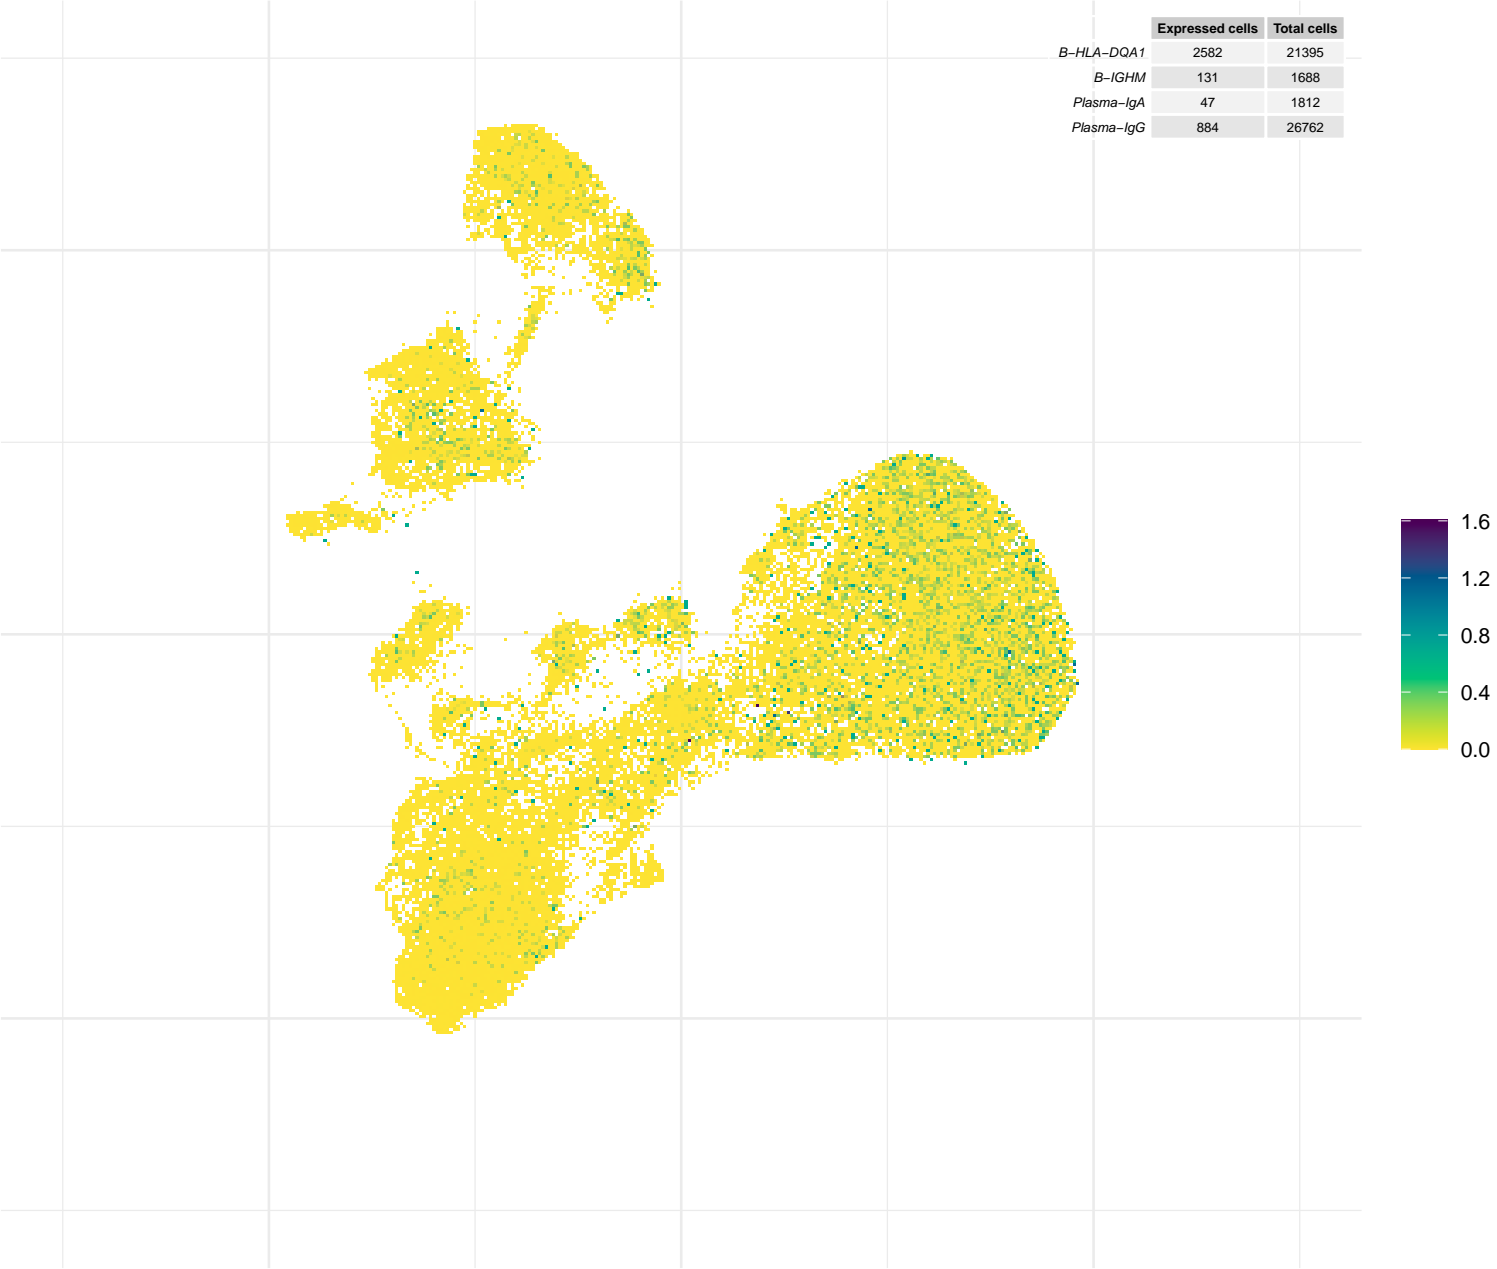 Expressed cells Total cells
B−HLA−DQA1 2582 21395
B−IGHM 131 1688
Plasma−IgA 47 1812
Plasma−IgG 884 26762
1.6
1.2
0.8
0.4
0.0